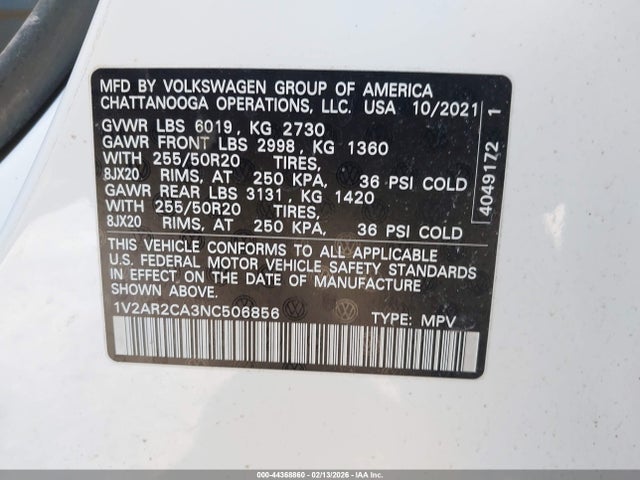 MFD BY VOLKSWAGEN GROUP OF AMERICA
CHATTANOOGA OPERATIONS, LLC. USA 10/2021
GVWR LBS 6019, KG 2730
GAWR FRONT LBS 2998, KG 1360
WITH 255/50R20 TIRES,
8JX20 RIMS, AT 250 KPA, 36 PSI COLD
GAWR REAR LBS 3131, KG 1420
WITH 255/50R20 TIRES,
8JX20 RIMS, AT 250 KPA, 36 PSI COLD
THIS VEHICLE CONFORMS TO ALL APPLICABLE
U.S. FEDERAL MOTOR VEHICLE SAFETY STANDARDS
IN EFFECT ON THE DATE OF MANUFACTURE
SHOWN ABOVE.
1V2AR2CA3NC506856 TYPE: MPV
4049172 1
000-44368860 - 02/13/2026 - IAA, Inc.